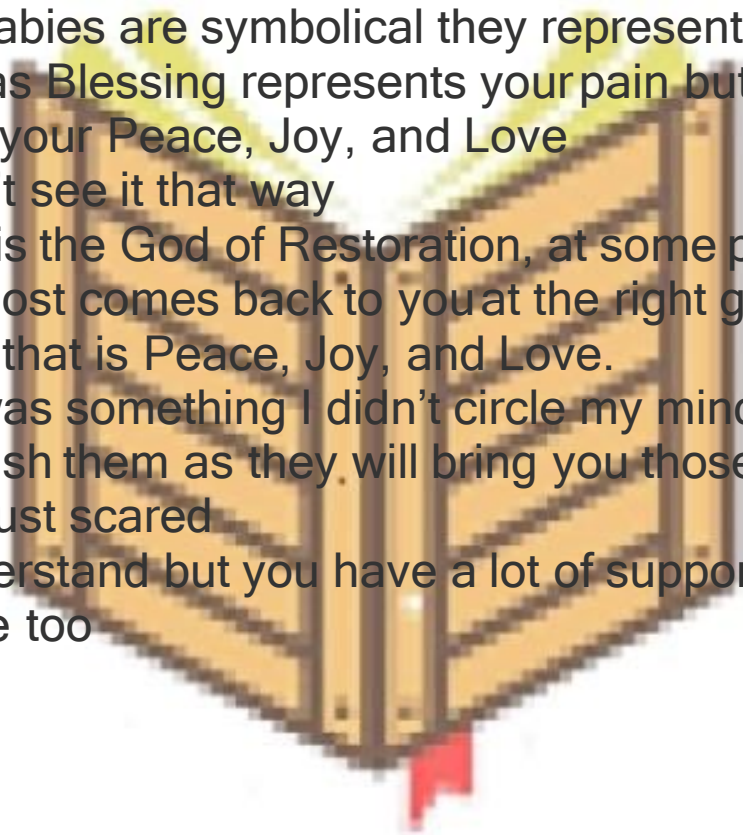 abies are symbolical they represent
as Blessing represents your pain but
your Peace, Joy, and Love
t see it that way
is the God of Restoration, at some p
ost comes back to you at the right g
that is Peace, Joy, and Love.
as something I didn't circle my mind
sh them as they will bring you those
ust scared
erstand but you have a lot of suppor
e too